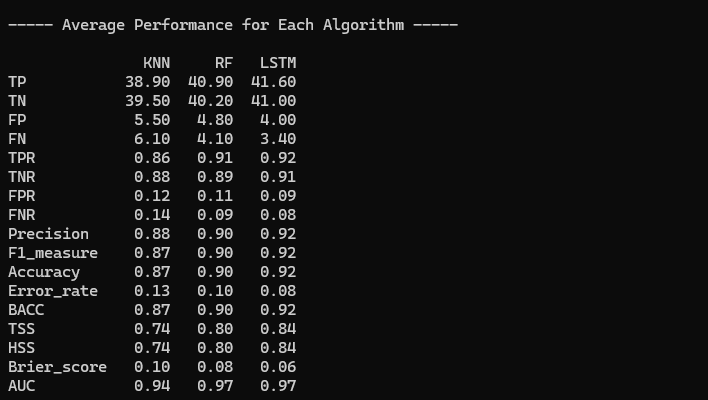 ----- Average Performance for Each Algorithm -----
KNN RF LSTM
TP 38.90 40.90 41.60
TN 39.50 40.20 41.00
FP 5.50 4.80 4.00
FN 6.10 4.10 3.40
TPR 0.86 0.91 0.92
TNR 0.88 0.89 0.91
FPR 0.12 0.11 0.09
FNR 0.14 0.09 0.08
Precision 0.88 0.90 0.92
F1_measure 0.87 0.90 0.92
Accuracy 0.87 0.90 0.92
Error_rate 0.13 0.10 0.08
BACC 0.87 0.90 0.92
TSS 0.74 0.80 0.84
HSS 0.74 0.80 0.84
Brier_score 0.10 0.08 0.06
AUC 0.94 0.97 0.97